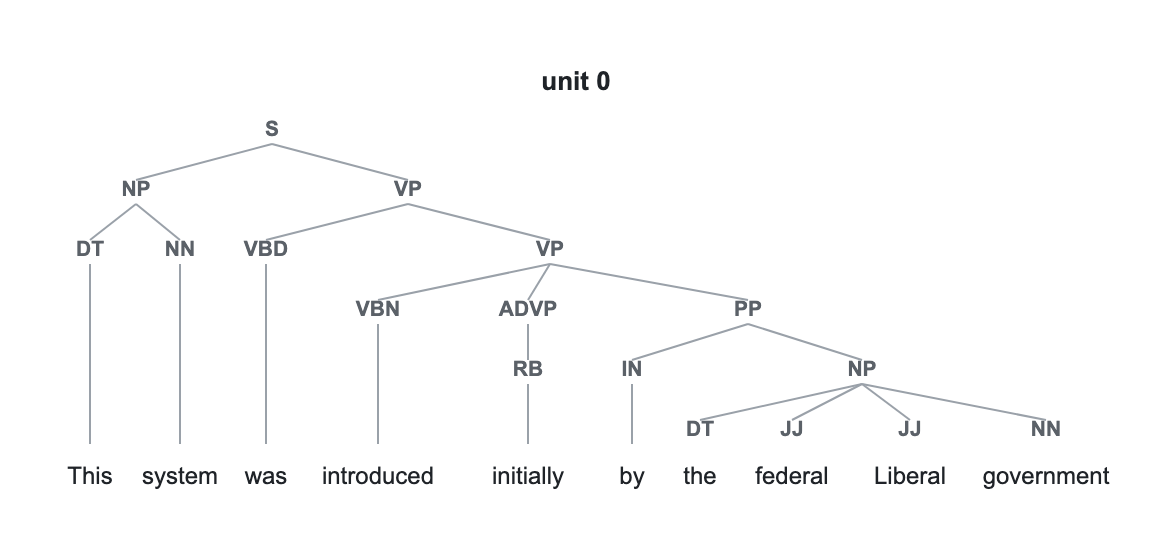 unit 0
S
NP VP
DT NN VBD VP
VBN ADVP PP
RB IN NP
DT JJ JJ NN
This system was introduced initially by the federal Liberal government